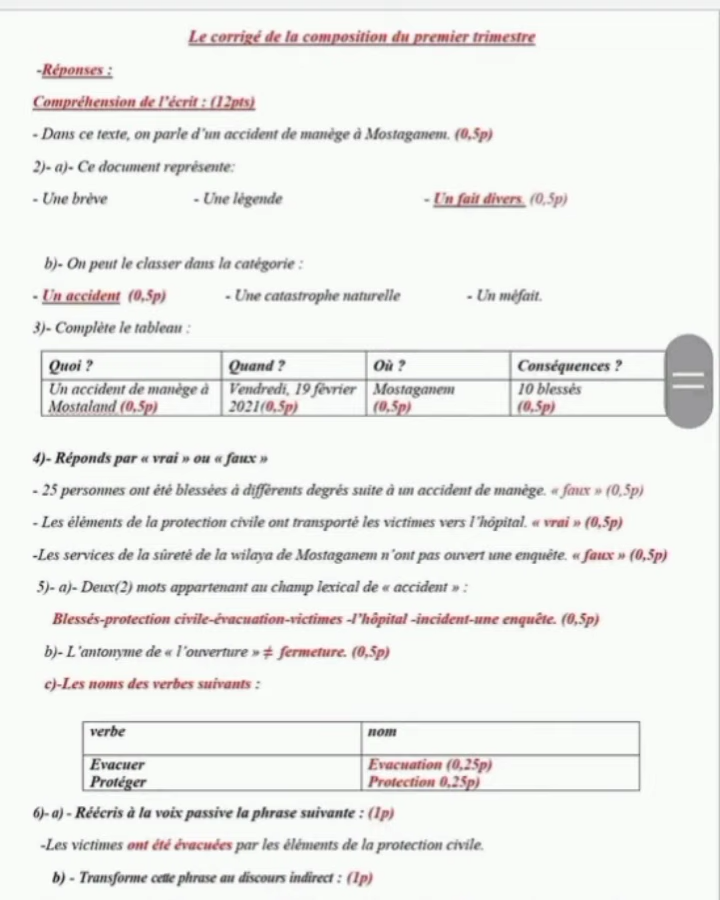 Le corrigé de la composition du premier trimestre
-Réponses :
Compréhension de l'écrit : (12pts)
- Dans ce texte, on parle d'un accident de manège à Mostaganem. (0,5p)
2)- a)- Ce document représente:
- Une brève - Une légende - Un fait divers (0,5p)
b)- On peut le classer dans la catégorie :
- Un accident (0,5p) - Une catastrophe naturelle - Un méfait.
3)- Complète le tableau :
Quoi ? Quand ? Où ? Conséquences ?
Un accident de manège à Vendredi, 19 février Mostaganem 10 blessés
Mostaland (0,5p) 2021(0,5p) (0,5p) (0,5p)
4)- Réponds par « vrai » ou « faux »
- 25 personnes ont été blessées à différents degrés suite à un accident de manège. « faux » (0,5p)
- Les éléments de la protection civile ont transporté les victimes vers l'hôpital. « vrai » (0,5p)
-Les services de la sûreté de la wilaya de Mostaganem n'ont pas ouvert une enquête. « faux » (0,5p)
5)- a)- Deux(2) mots appartenant au champ lexical de « accident » :
Blessés-protection civile-évacuation-victimes -l'hôpital -incident-une enquête. (0,5p)
b)- L'antonyme de « l'ouverture » ≠ fermeture. (0,5p)
c)-Les noms des verbes suivants :
verbe nom
Evacuer Evacuation (0,25p)
Protéger Protection 0,25p)
6)- a) - Réécris à la voix passive la phrase suivante : (1p)
-Les victimes ont été évacuées par les éléments de la protection civile.
b) - Transforme cette phrase au discours indirect : (1p)